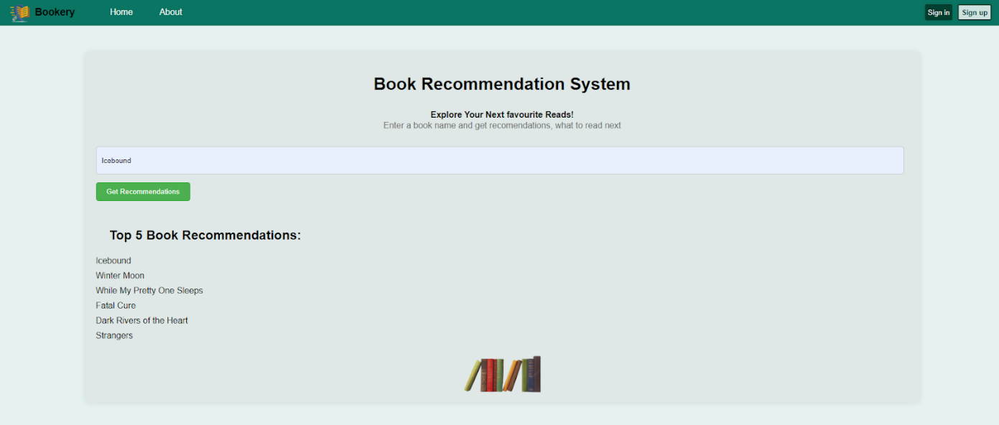 Bookery Home About Sign in Sign up
Book Recommendation System
Explore Your Next favourite Reads!
Enter a book name and get recomendations, what to read next
Icebound
Get Recommendations
Top 5 Book Recommendations:
Icebound
Winter Moon
While My Pretty One Sleeps
Fatal Cure
Dark Rivers of the Heart
Strangers